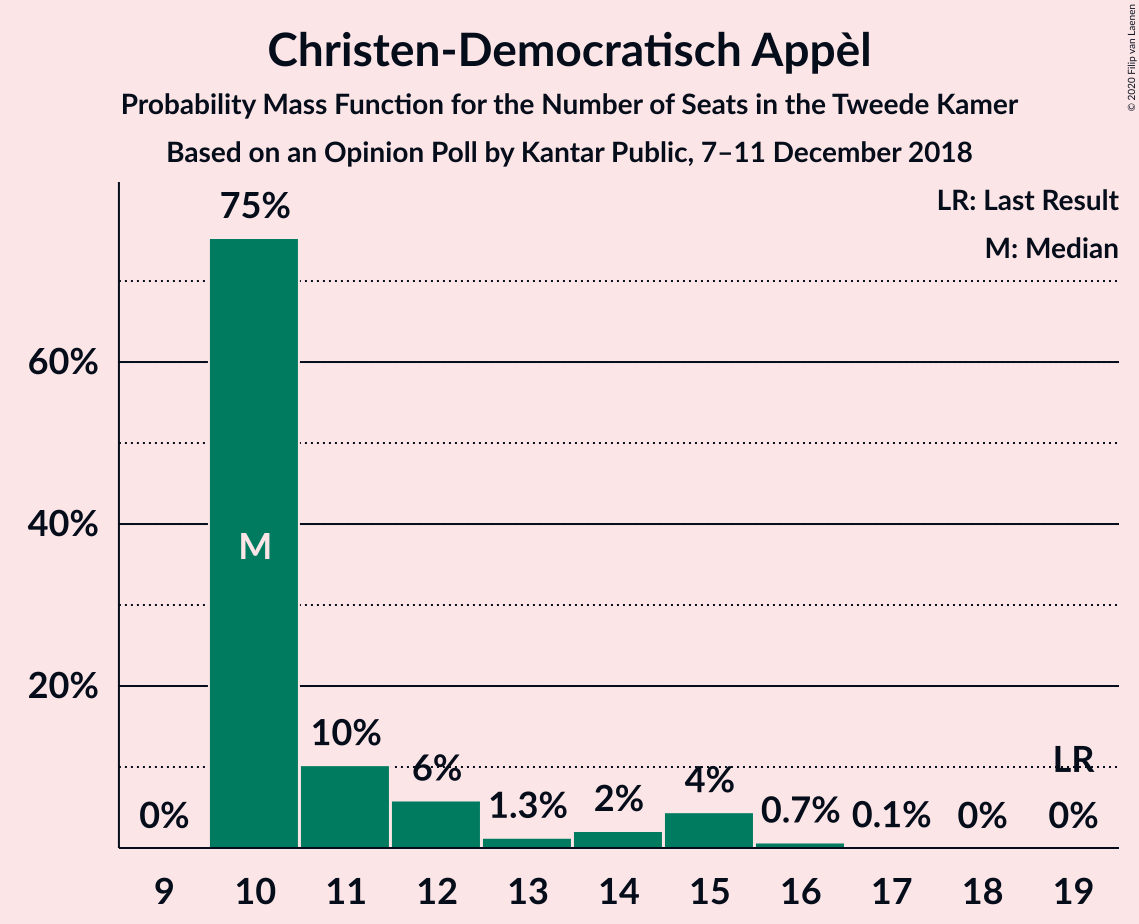 Christen-Democratisch Appèl
Probability Mass Function for the Number of Seats in the Tweede Kamer
Based on an Opinion Poll by Kantar Public, 7–11 December 2018
© 2020 Filip van Laenen
LR: Last Result
M: Median
60%
40%
20%
0%
75%
M
10%
6%
1.3%
2%
4%
0.7%
0.1%
0%
LR
0%
9 10 11 12 13 14 15 16 17 18 19